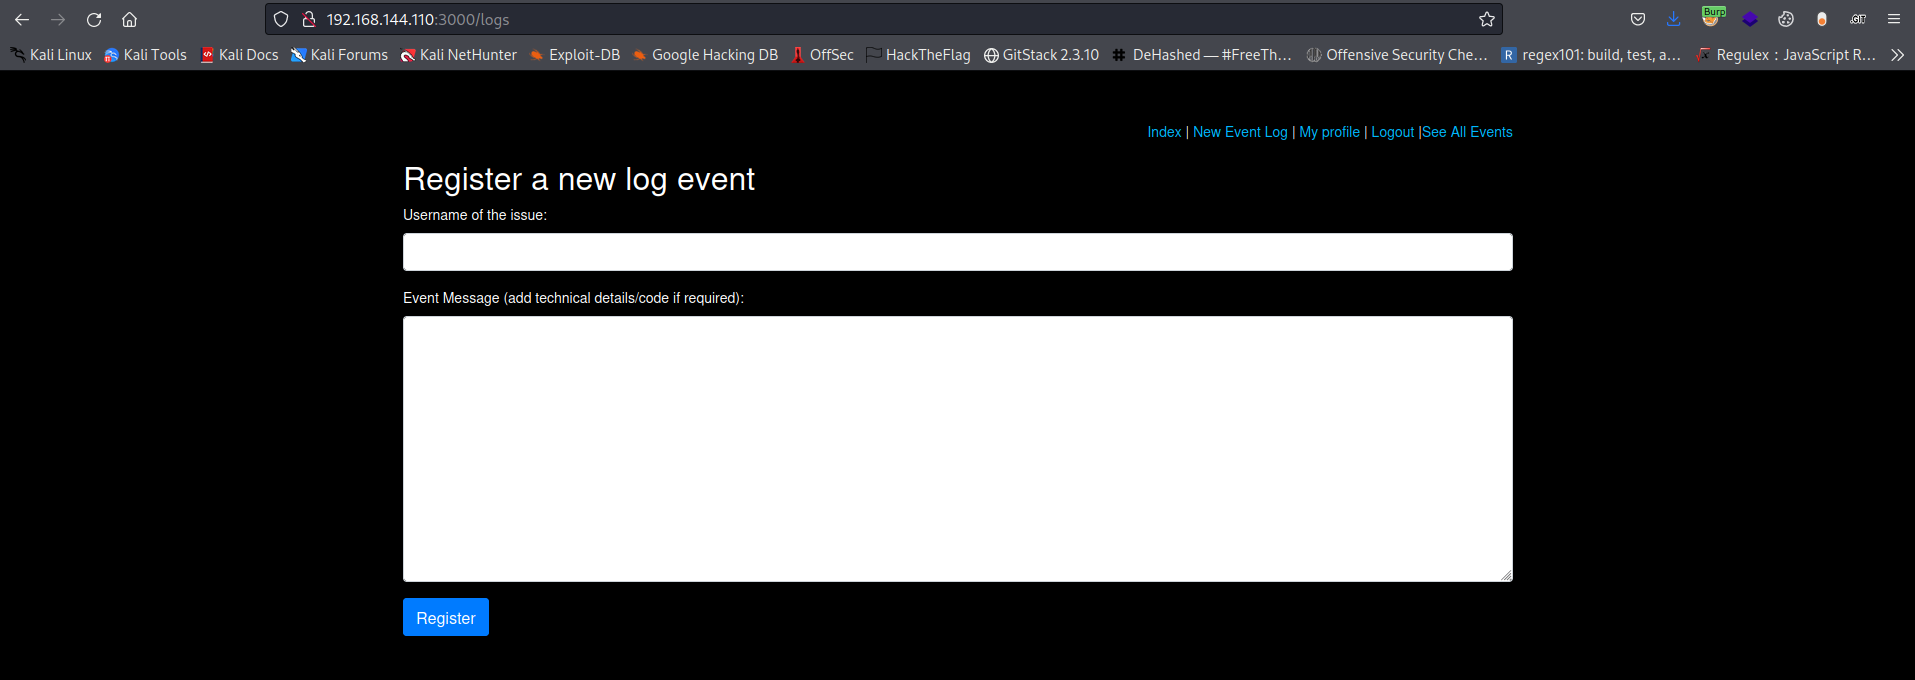 192.168.144.110:3000/logs
Burp
.GIT
Kali Linux Kali Tools Kali Docs Kali Forums Kali NetHunter Exploit-DB Google Hacking DB OffSec HackTheFlag GitStack 2.3.10 DeHashed — #FreeTh… Offensive Security Che… R regex101: build, test, a… Regulex : JavaScript R…
Index | New Event Log | My profile | Logout |See All Events
Register a new log event
Username of the issue:
Event Message (add technical details/code if required):
Register